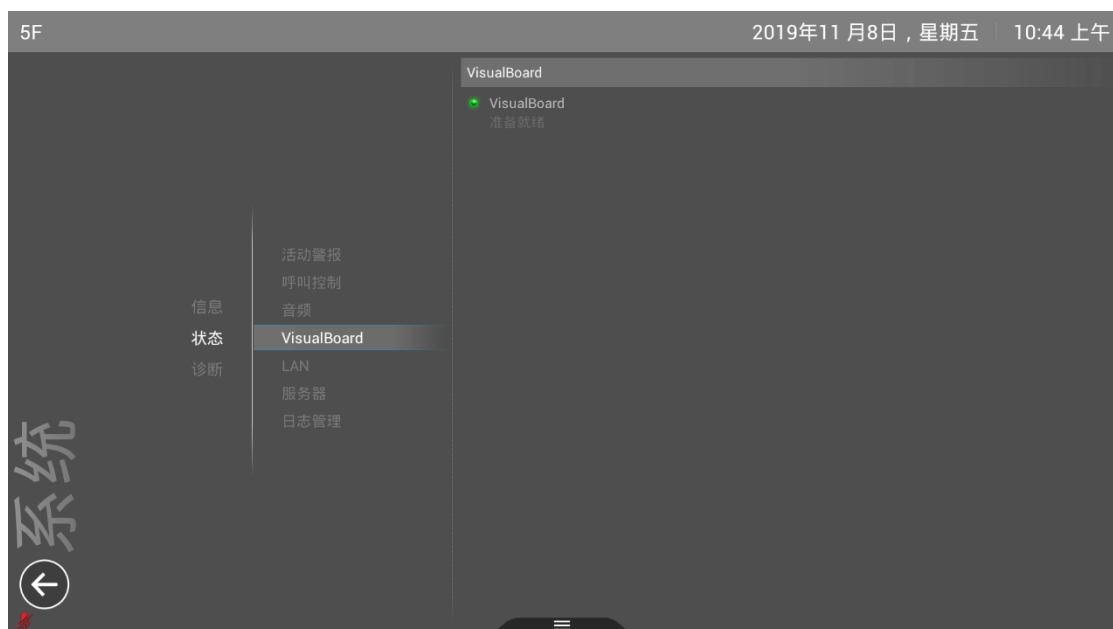 5F
2019年11月8日，星期五 10:44 上午
VisualBoard
VisualBoard
准备就绪
信息
状态
诊断
活动警报
呼叫控制
音频
VisualBoard
LAN
服务器
日志管理
系统